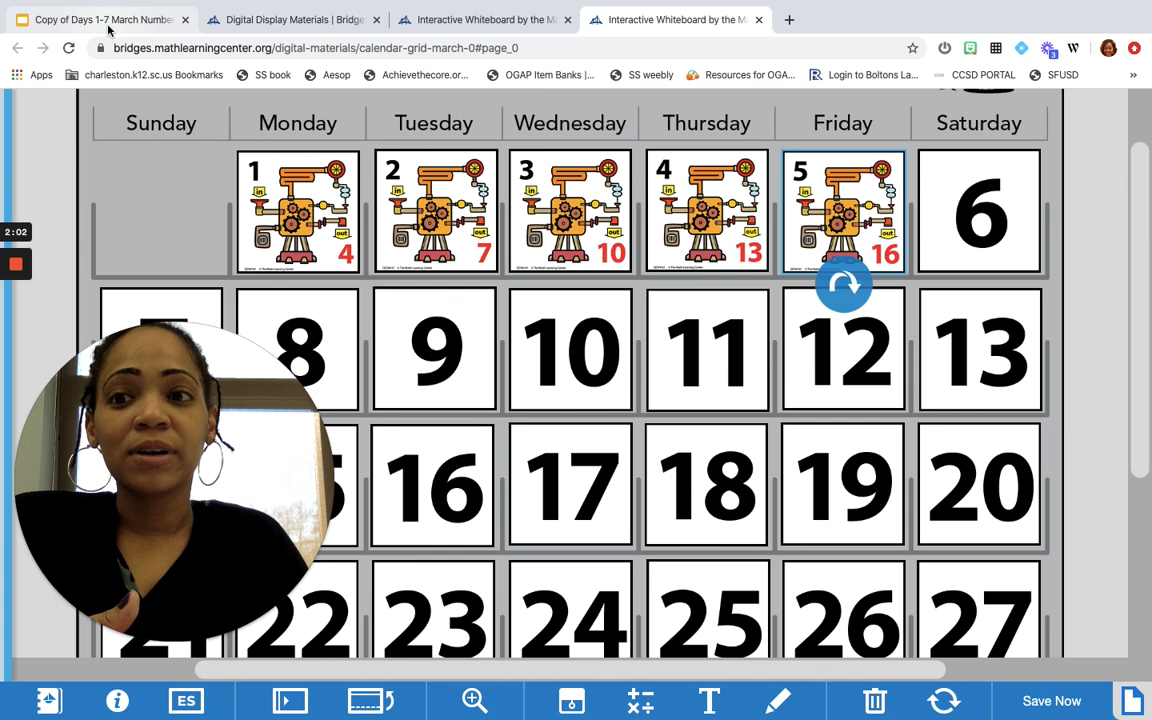 Copy of Days 1-7 March Number
Digital Display Materials | Bridge
Interactive Whiteboard by the M
Interactive Whiteboard by the Ma
bridges.mathlearningcenter.org/digital-materials/calendar-grid-march-0#page_0
3
W
Apps
charleston.k12.sc.us Bookmarks
SS book
Aesop
Achievethecore.or...
OGAP Item Banks |...
SS weekly
Resources for OGA...
Login to Boltons La...
CCSD PORTAL
SFUSD
»
Sunday Monday Tuesday Wednesday Thursday Friday Saturday
1 in out 4
2 in out 7
3 in out 10
4 in out 13
5 in out 16
6
2:02
8 9 10 11 12 13
16 17 18 19 20
21 22 23 24 25 26 27
ES
T
Save Now